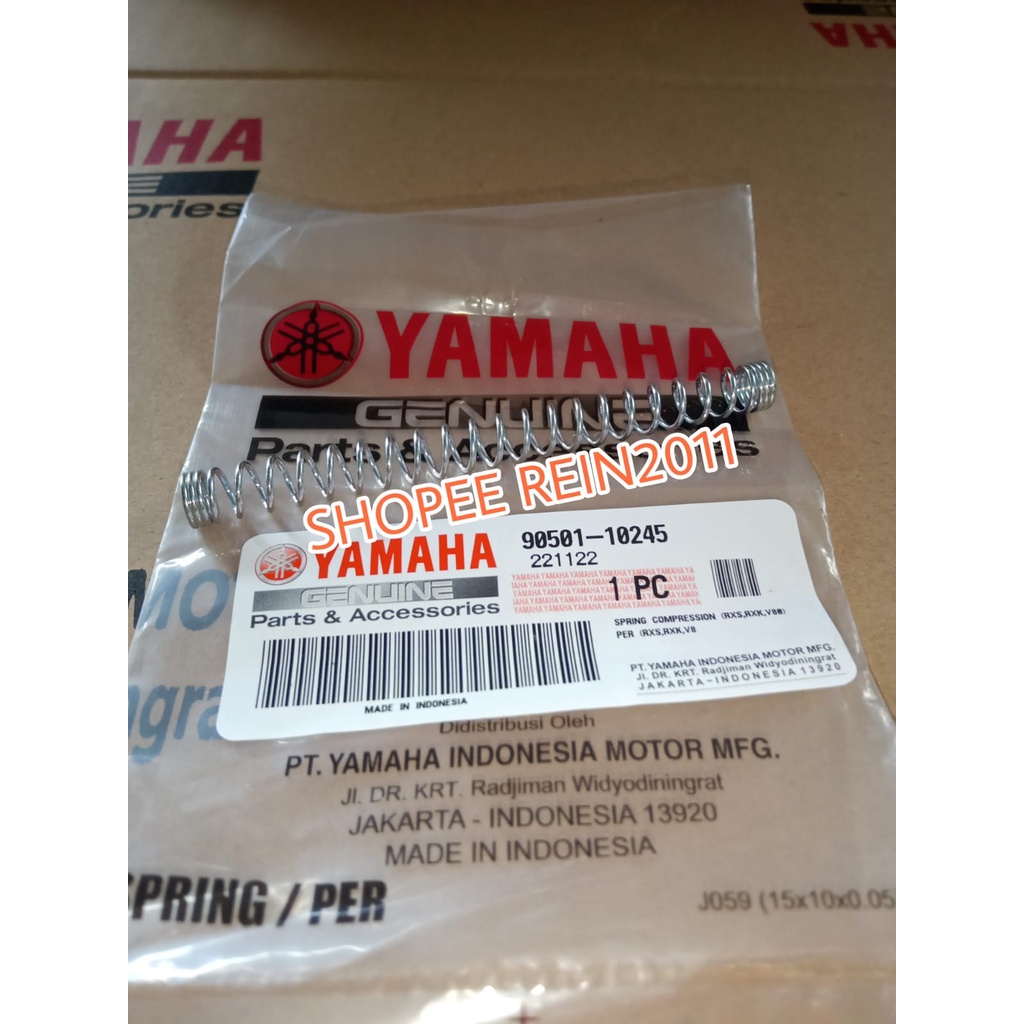 AHA
AMAHA
ories
YAMAHA
GENUINE
Parts & Accessories
SHOPEE REIN2011
YAMAHA
GENUINE
Parts & Accessories
90501-10245
221122
1 PC
SPRING COMPRESSION (RXS,RXK,V80)
PER (RXS,RXK,V8
PT. YAMAHA INDONESIA MOTOR MFG.
JL. DR. KRT. Radjiman Widyodiningrat
JAKARTA-INDONESIA 13920
MADE IN INDONESIA
Didistribusi Oleh
PT. YAMAHA INDONESIA MOTOR MFG.
Jl. DR. KRT. Radjiman Widyodiningrat
JAKARTA - INDONESIA 13920
MADE IN INDONESIA
SPRING / PER
J059 (15x10x0.05